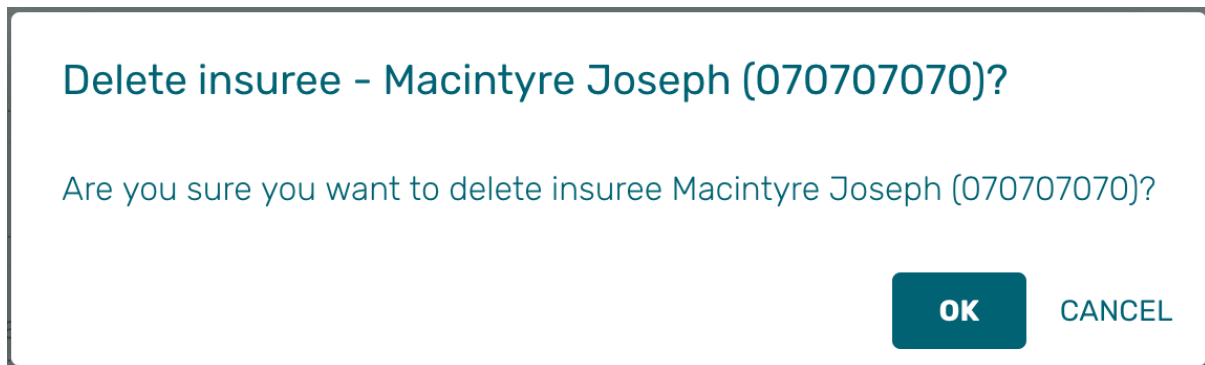 Delete insuree - Macintyre Joseph (070707070)?
Are you sure you want to delete insuree Macintyre Joseph (070707070)?
OK CANCEL